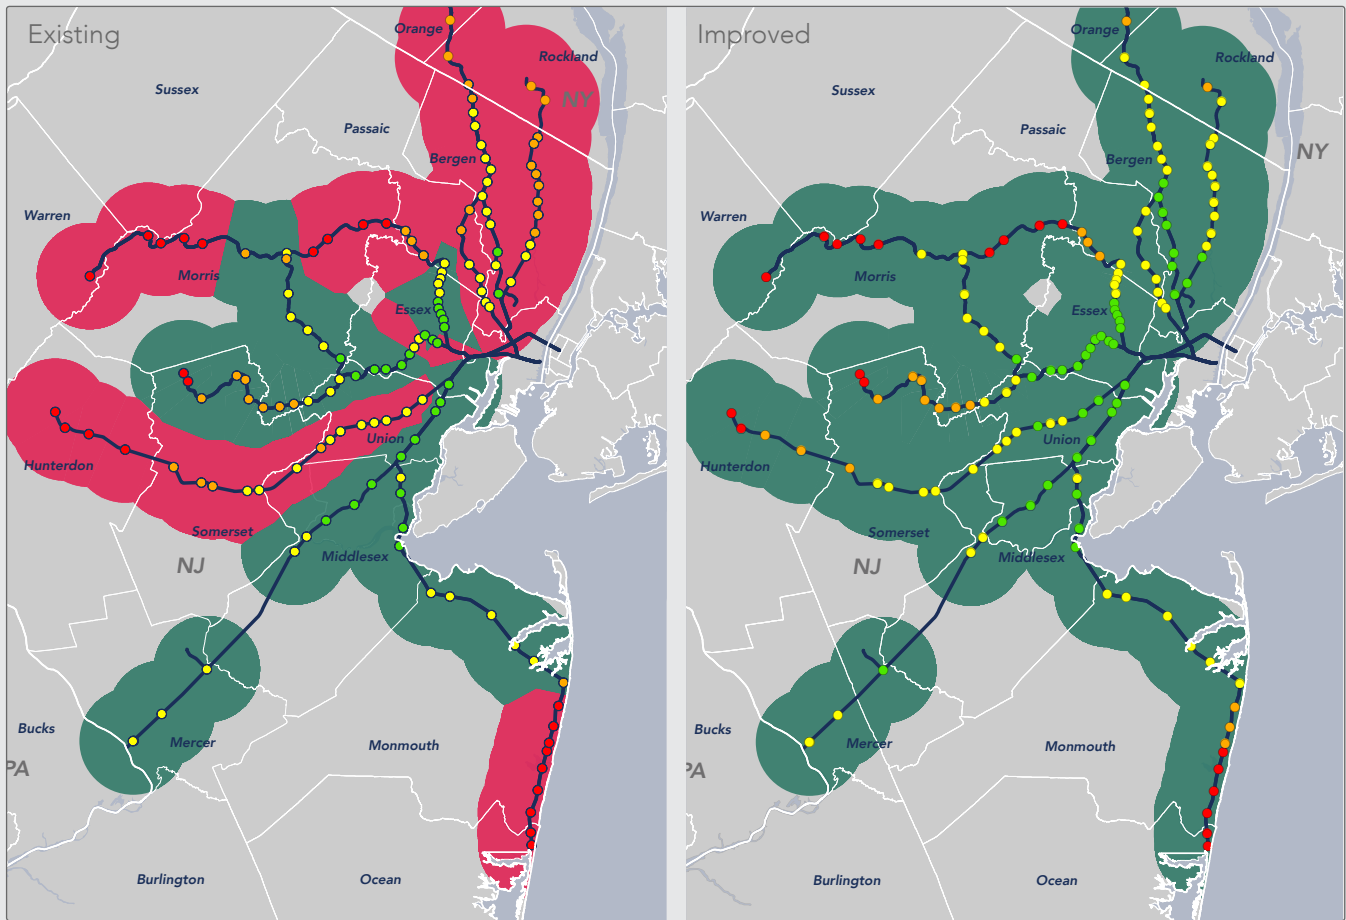 Existing
Orange
Rockland
Sussex
NY
Passaic
Bergen
Warren
Morris
Essex
Union
Hunterdon
Somerset
NJ
Middlesex
Bucks
Mercer
Monmouth
PA
Burlington
Ocean
Improved
Orange
Rockland
Sussex
Passaic
NY
Bergen
Warren
Morris
Essex
Union
Hunterdon
Somerset
NJ
Middlesex
Bucks
Mercer
Monmouth
PA
Burlington
Ocean